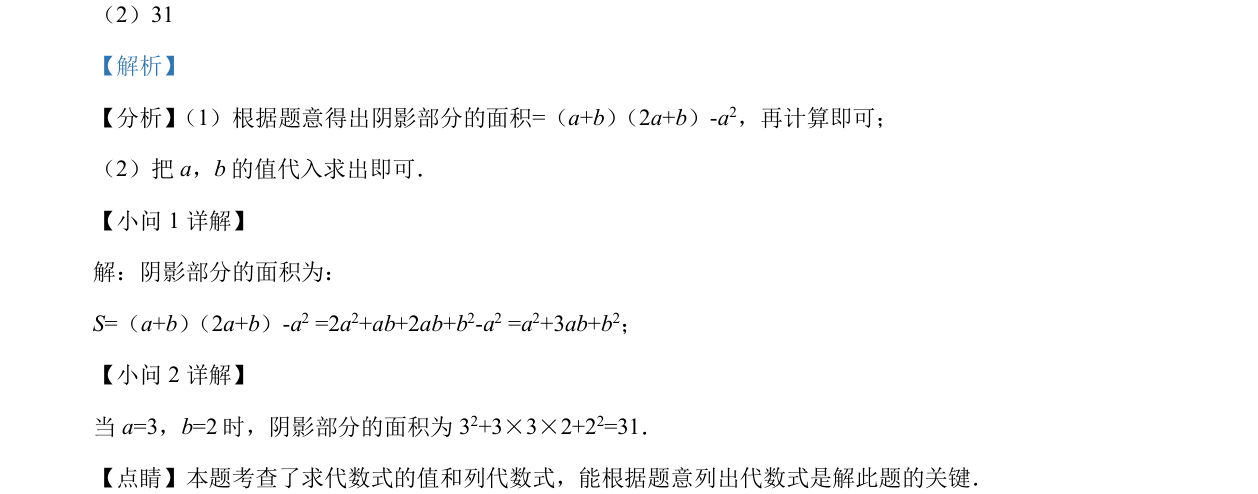 （2）31
【解析】
【分析】（1）根据题意得出阴影部分的面积=（a+b）（2a+b）-a²，再计算即可；
（2）把 a，b 的值代入求出即可．
【小问 1 详解】
解：阴影部分的面积为：
S=（a+b）（2a+b）-a² =2a²+ab+2ab+b²-a² =a²+3ab+b²；
【小问 2 详解】
当 a=3，b=2 时，阴影部分的面积为 3²+3×3×2+2²=31．
【点睛】本题考查了求代数式的值和列代数式，能根据题意列出代数式是解此题的关键．